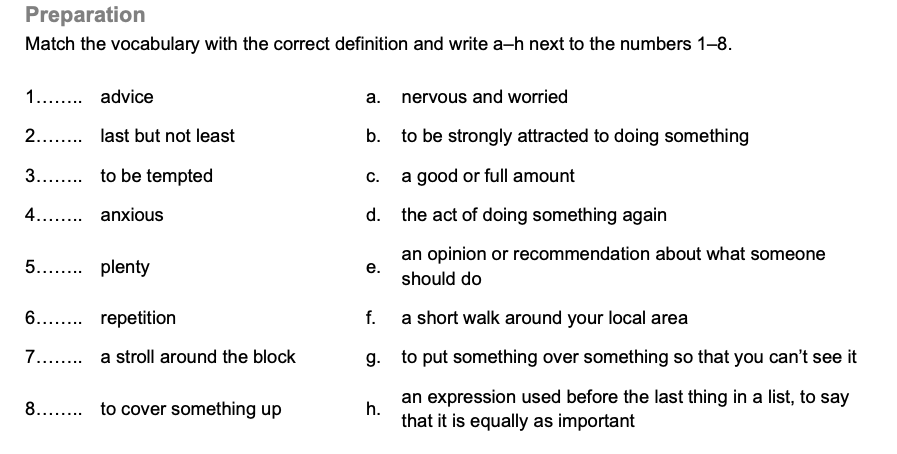 Preparation
Match the vocabulary with the correct definition and write a–h next to the numbers 1–8.
1…….. advice a. nervous and worried
2…….. last but not least b. to be strongly attracted to doing something
3…….. to be tempted c. a good or full amount
4…….. anxious d. the act of doing something again
5…….. plenty e. an opinion or recommendation about what someone
should do
6…….. repetition f. a short walk around your local area
7…….. a stroll around the block g. to put something over something so that you can’t see it
8…….. to cover something up h. an expression used before the last thing in a list, to say
that it is equally as important